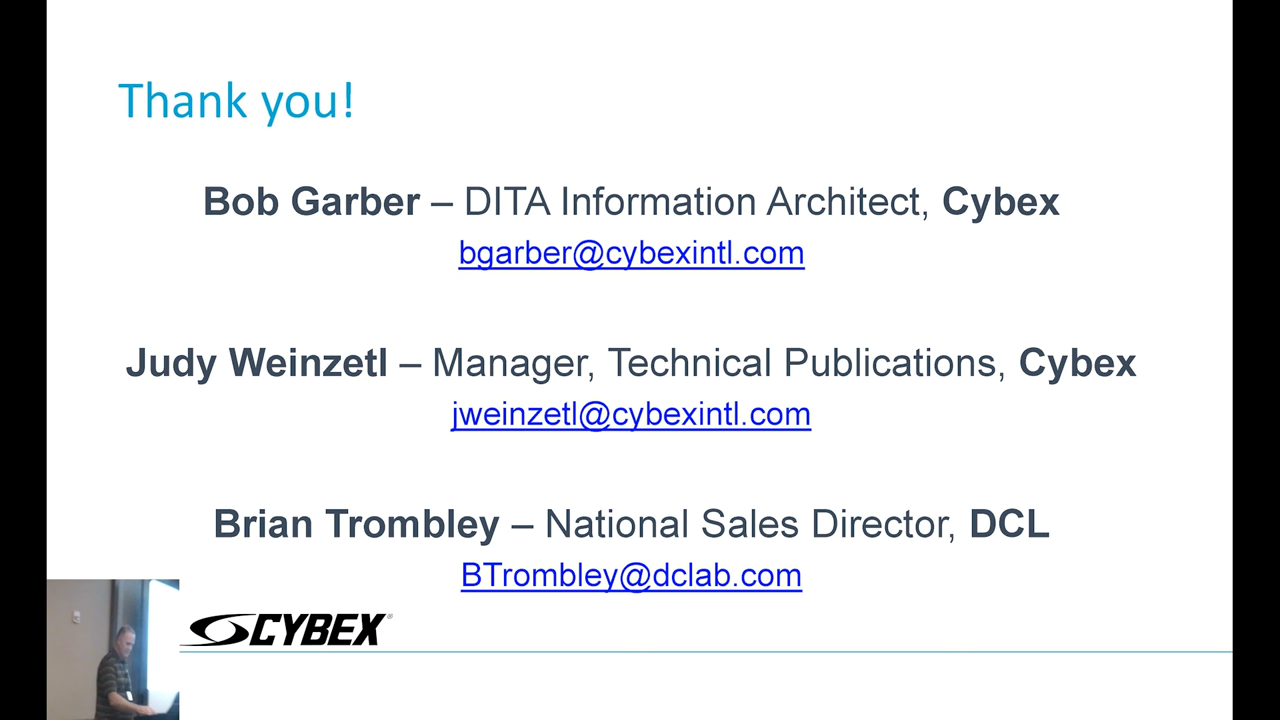 Thank you!
Bob Garber – DITA Information Architect, Cybex
bgarber@cybexintl.com
Judy Weinzetl – Manager, Technical Publications, Cybex
jweinzetl@cybexintl.com
Brian Trombley – National Sales Director, DCL
BTrombley@dclab.com
CYBEX®